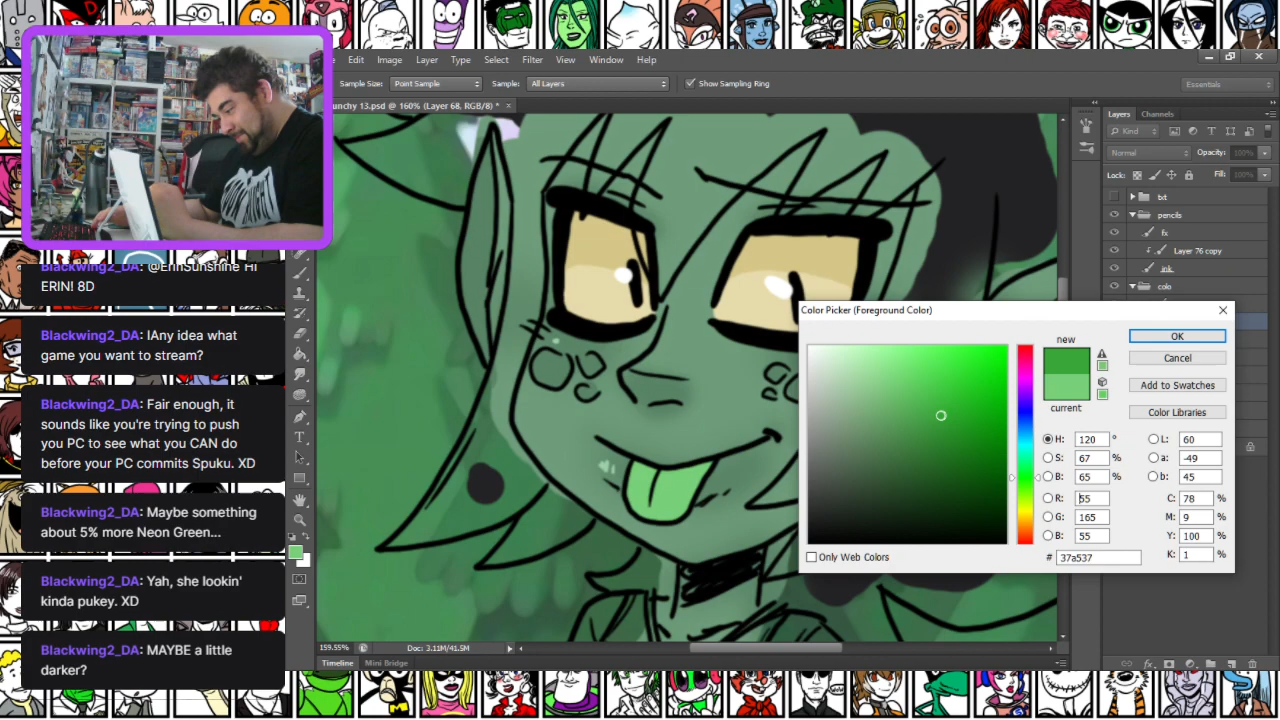 Edit Image Layer Type Select Filter View Window Help
Sample Size: Point Sample Sample: All Layers Show Sampling Ring
Essentials
unchy 13.psd @ 160% (Layer 68, RGB/8) *
Layers Channels
Kind
Normal Opacity: 100%
Lock: Fill: 100%
txt
pencils
fx
Layer 76 copy
ink
colo
Blackwing2_DA: @ErinSunshine HI
ERIN! 8D
Blackwing2_DA: IAny idea what
game you want to stream?
Blackwing2_DA: Fair enough, it
sounds like you're trying to push
you PC to see what you CAN do
before your PC commits Spuku. XD
Blackwing2_DA: Maybe something
about 5% more Neon Green...
Blackwing2_DA: Yah, she lookin'
kinda pukey. XD
Blackwing2_DA: MAYBE a little
darker?
Color Picker (Foreground Color)
new
current
OK
Cancel
Add to Swatches
Color Libraries
H: 120 °
S: 67 %
B: 65 %
R: 55
G: 165
B: 55
L: 60
a: -49
b: 45
C: 78 %
M: 9 %
Y: 100 %
K: 1 %
# 37a537
Only Web Colors
159.55% Doc: 3.11M/41.5M
Timeline Mini Bridge